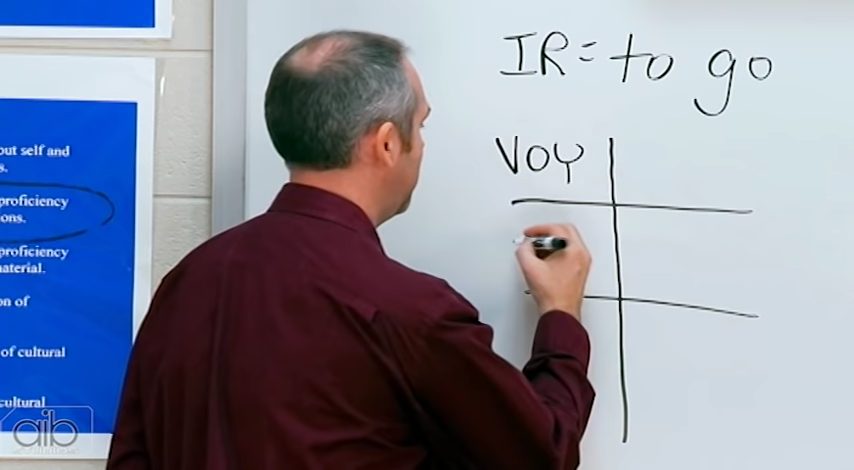 out self and
s.
proficiency
ons.
proficiency
aterial.
on of
of cultural
cultural
aib
IR = to go
VOY